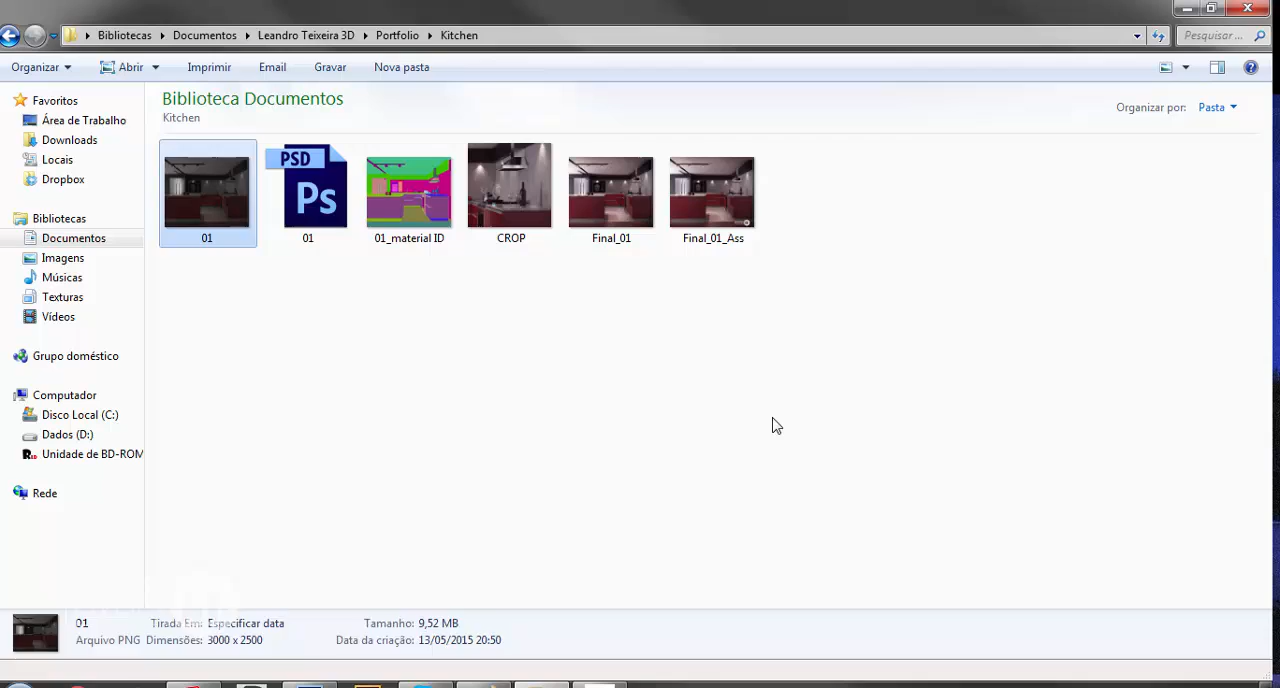 Bibliotecas Documentos Leandro Teixeira 3D Portfolio Kitchen
Pesquisar ...
Organizar Abrir Imprimir Email Gravar Nova pasta
Favoritos
Área de Trabalho
Downloads
Locais
Dropbox
Bibliotecas
Documentos
Imagens
Músicas
Texturas
Vídeos
Grupo doméstico
Computador
Disco Local (C:)
Dados (D:)
Unidade de BD-ROM
Rede
Biblioteca Documentos
Kitchen
Organizar por: Pasta
PSD
Ps
01 01 01_material ID CROP Final_01 Final_01_Ass
01 Tirada Em: Especificar data Tamanho: 9,52 MB
Arquivo PNG Dimensões: 3000 x 2500 Data da criação: 13/05/2015 20:50